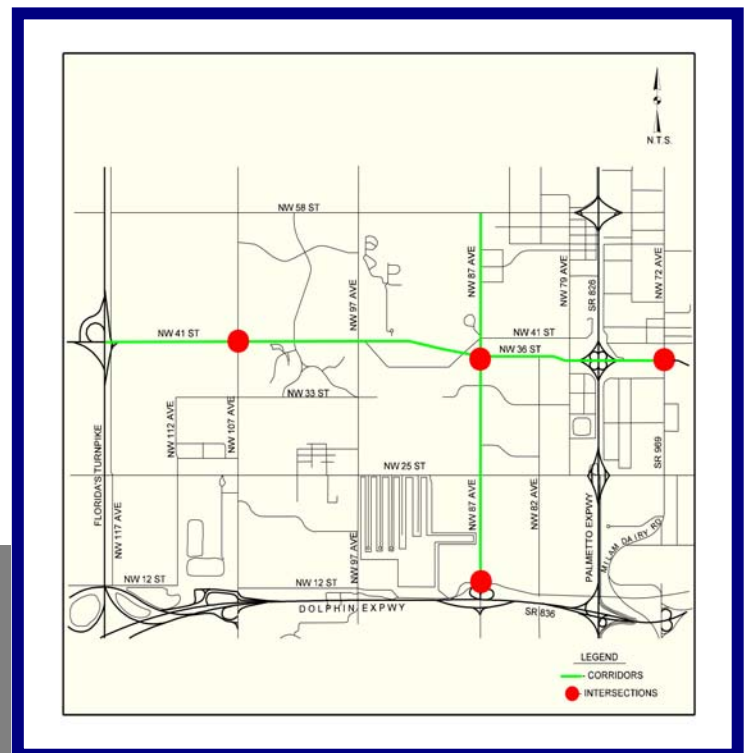 N.T.S.
NW 58 ST
NW 87 AVE
NW 79 AVE
SR 826
NW 72 AVE
NW 97 AVE
NW 41 ST
NW 41 ST
NW 36 ST
NW 33 ST
NW 112 AVE
NW 107 AVE
SR 969
FLORIDA'S TURNPIKE
NW 25 ST
NW 117 AVE
NW 97 AVE
NW 87 AVE
NW 82 AVE
PALMETTO EXPWY
MILAM DAIRY RD
NW 12 ST
NW 12 ST
DOLPHIN EXPWY
SR 836
LEGEND
- CORRIDORS
- INTERSECTIONS